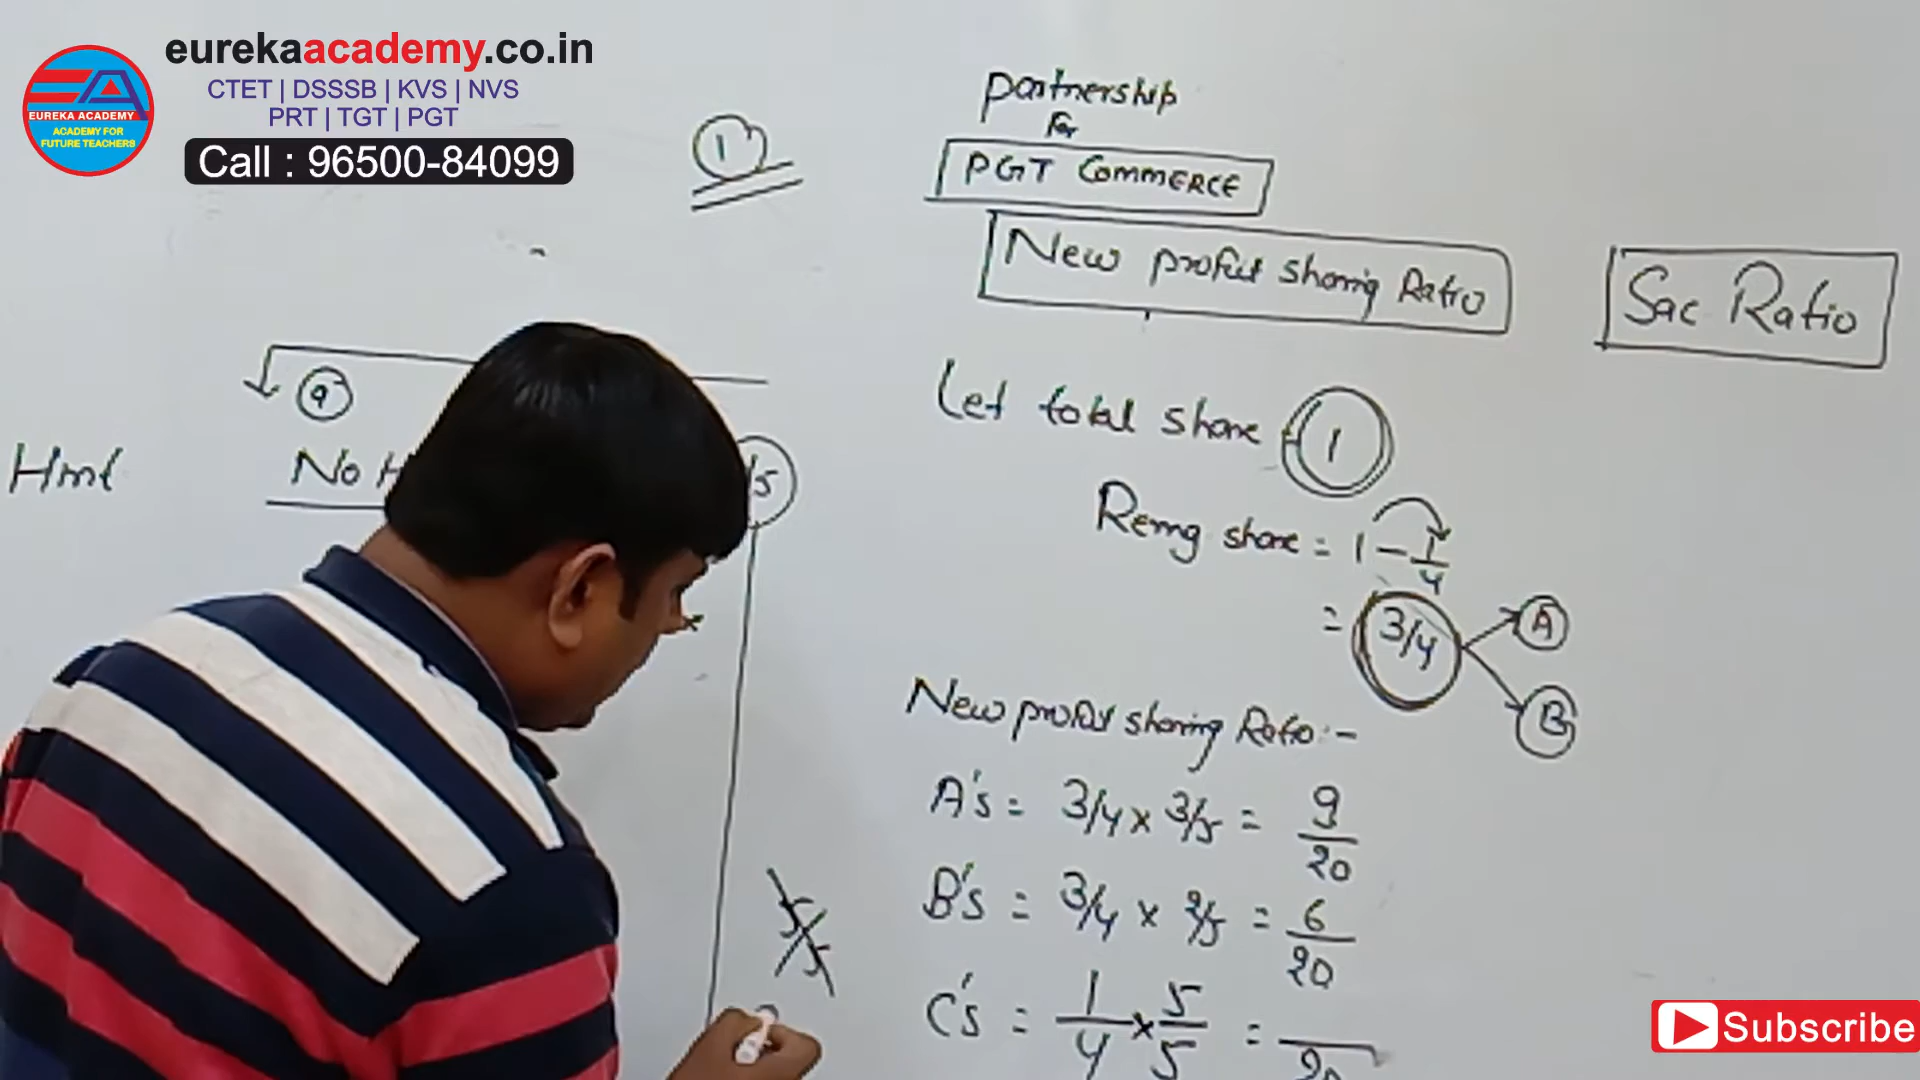 eurekaacademy.co.in
CTET | DSSSB | KVS | NVS
PRT | TGT | PGT
Call : 96500-84099
EUREKA ACADEMY
ACADEMY FOR
FUTURE TEACHERS
1
Partnership
For
PGT COMMERCE
New profit sharing Ratio
Sac Ratio
Let total share = 1
Remg share = 1 - 1/4
= 3/4
A
B
New profit sharing Ratio :-
A's = 3/4 x 3/5 = 9/20
B's = 3/4 x 2/5 = 6/20
C's = 1/4 x 5/5 = /20
No H
5/5
Subscribe